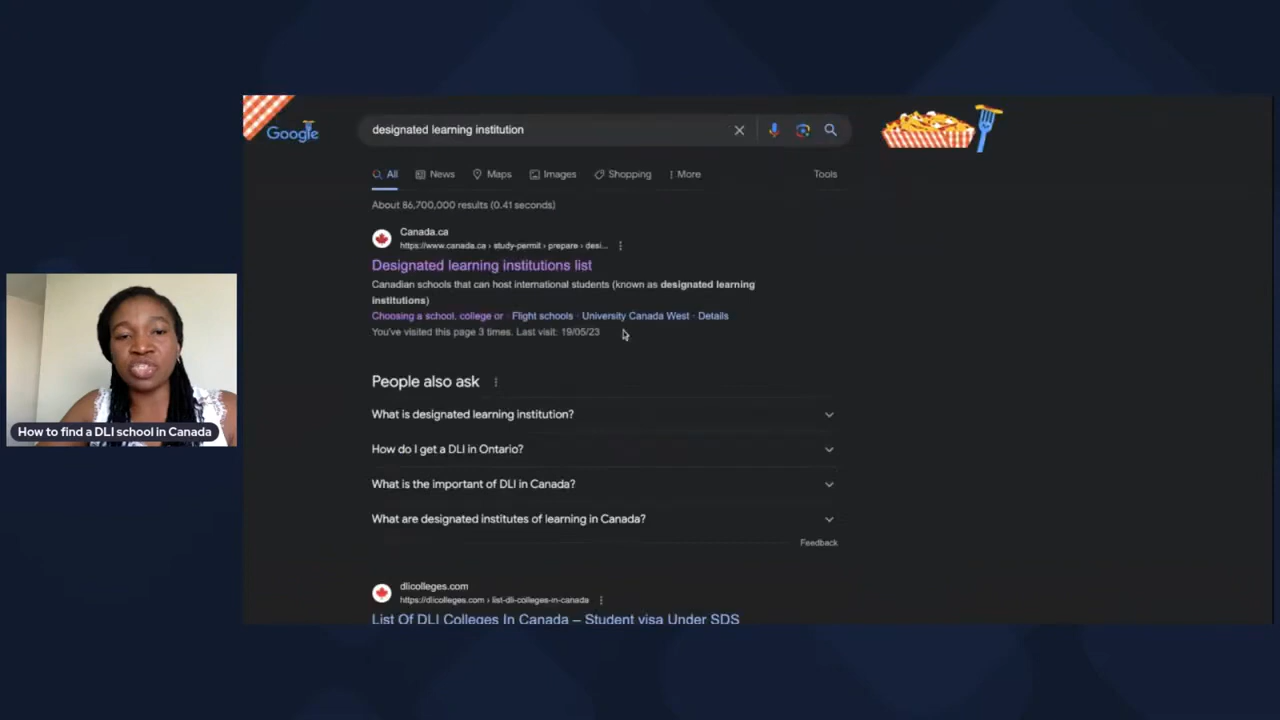 Google
designated learning institution
All
News
Maps
Images
Shopping
More
Tools
About 86,700,000 results (0.41 seconds)
Canada.ca
https://www.canada.ca › study-permit › prepare › desi...
Designated learning institutions list
Canadian schools that can host international students (known as designated learning
institutions)
Choosing a school, college or · Flight schools · University Canada West · Details
You've visited this page 3 times. Last visit: 19/05/23
People also ask
What is designated learning institution?
How do I get a DLI in Ontario?
What is the important of DLI in Canada?
What are designated institutes of learning in Canada?
Feedback
How to find a DLI school in Canada
dlicolleges.com
https://dlicolleges.com › list-dli-colleges-in-canada
List Of DLI Colleges In Canada – Student visa Under SDS